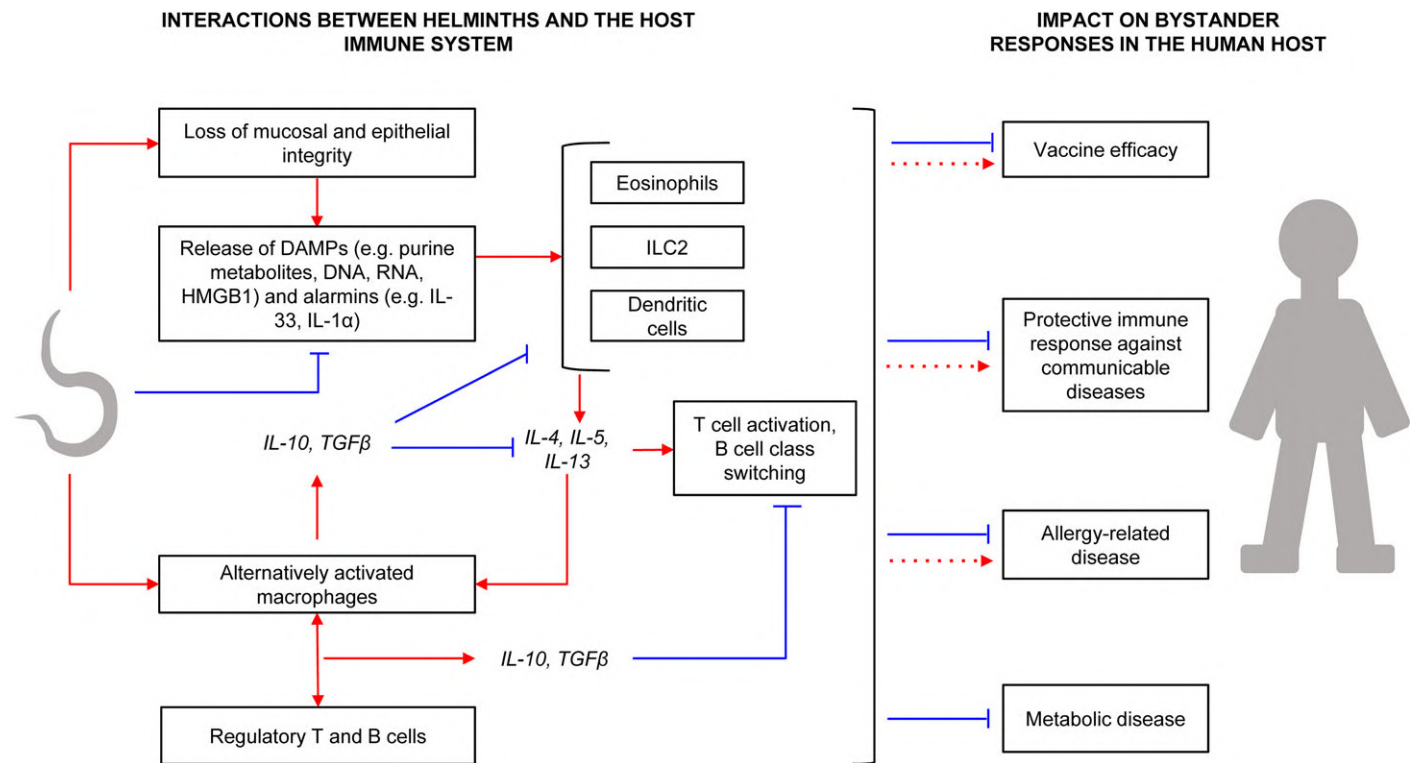 INTERACTIONS BETWEEN HELMINTHS AND THE HOST
IMMUNE SYSTEM
IMPACT ON BYSTANDER
RESPONSES IN THE HUMAN HOST
Loss of mucosal and epithelial
integrity
Release of DAMPs (e.g. purine
metabolites, DNA, RNA,
HMGB1) and alarmins (e.g. IL-
33, IL-1α)
Eosinophils
ILC2
Dendritic
cells
IL-10, TGFβ
IL-4, IL-5,
IL-13
T cell activation,
B cell class
switching
Alternatively activated
macrophages
IL-10, TGFβ
Regulatory T and B cells
Vaccine efficacy
Protective immune
response against
communicable
diseases
Allergy-related
disease
Metabolic disease